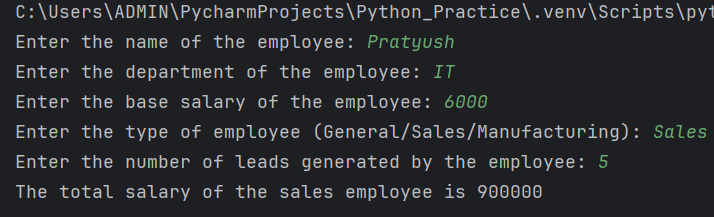 C:\Users\ADMIN\PycharmProjects\Python_Practice\.venv\Scripts\pyt
Enter the name of the employee: Pratyush
Enter the department of the employee: IT
Enter the base salary of the employee: 6000
Enter the type of employee (General/Sales/Manufacturing): Sales
Enter the number of leads generated by the employee: 5
The total salary of the sales employee is 900000